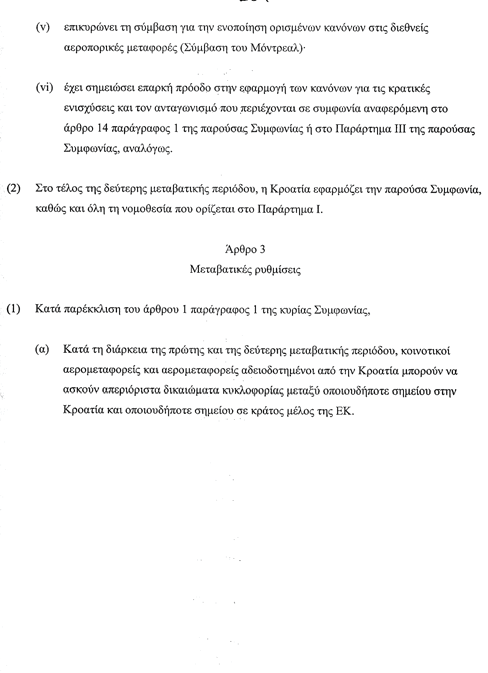 (v) επικυρώνει τη σύμβαση για την ενοποίηση ορισμένων κανόνων στις διεθνείς
αεροπορικές μεταφορές (Σύμβαση του Μόντρεαλ)·
(vi) έχει σημειώσει επαρκή πρόοδο στην εφαρμογή των κανόνων για τις κρατικές
ενισχύσεις και τον ανταγωνισμό που περιέχονται σε συμφωνία αναφερόμενη στο
άρθρο 14 παράγραφος 1 της παρούσας Συμφωνίας ή στο Παράρτημα III της παρούσας
Συμφωνίας, αναλόγως.
(2) Στο τέλος της δεύτερης μεταβατικής περιόδου, η Κροατία εφαρμόζει την παρούσα Συμφωνία,
καθώς και όλη τη νομοθεσία που ορίζεται στο Παράρτημα I.
Άρθρο 3
Μεταβατικές ρυθμίσεις
(1) Κατά παρέκκλιση του άρθρου 1 παράγραφος 1 της κυρίας Συμφωνίας,
(α) Κατά τη διάρκεια της πρώτης και της δεύτερης μεταβατικής περιόδου, κοινοτικοί
αερομεταφορείς και αερομεταφορείς αδειοδοτημένοι από την Κροατία μπορούν να
ασκούν απεριόριστα δικαιώματα κυκλοφορίας μεταξύ οποιουδήποτε σημείου στην
Κροατία και οποιουδήποτε σημείου σε κράτος μέλος της ΕΚ.